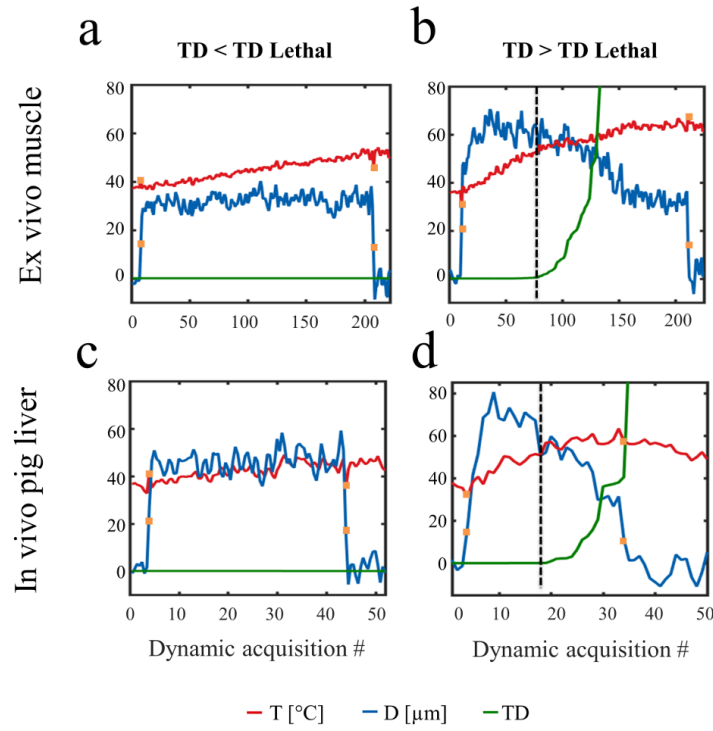 a
TD < TD Lethal
b
TD > TD Lethal
Ex vivo muscle
80
60
40
20
0
0 50 100 150 200
80
60
40
20
0
0 50 100 150 200
c
d
In vivo pig liver
80
60
40
20
0
0 10 20 30 40 50
80
60
40
20
0
0 10 20 30 40 50
Dynamic acquisition #
Dynamic acquisition #
T [°C] D [µm] TD